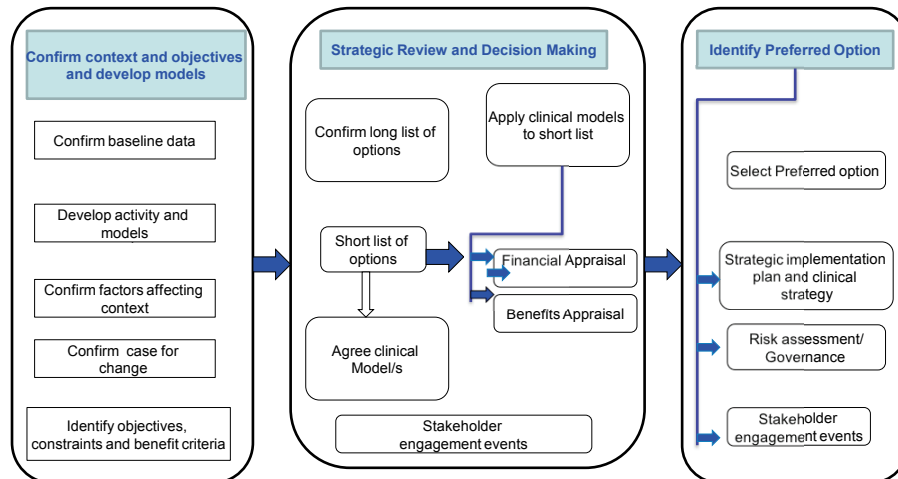 Confirm context and objectives
and develop models
Confirm baseline data
Develop activity and
models
Confirm factors affecting
context
Confirm case for
change
Identify objectives,
constraints and benefit criteria
Strategic Review and Decision Making
Confirm long list of
options
Apply clinical models
to short list
Short list of
options
Financial Appraisal
Benefits Appraisal
Agree clinical
Model/s
Stakeholder
engagement events
Identify Preferred Option
Select Preferred option
Strategic implementation
plan and clinical
strategy
Risk assessment/
Governance
Stakeholder
engagement events